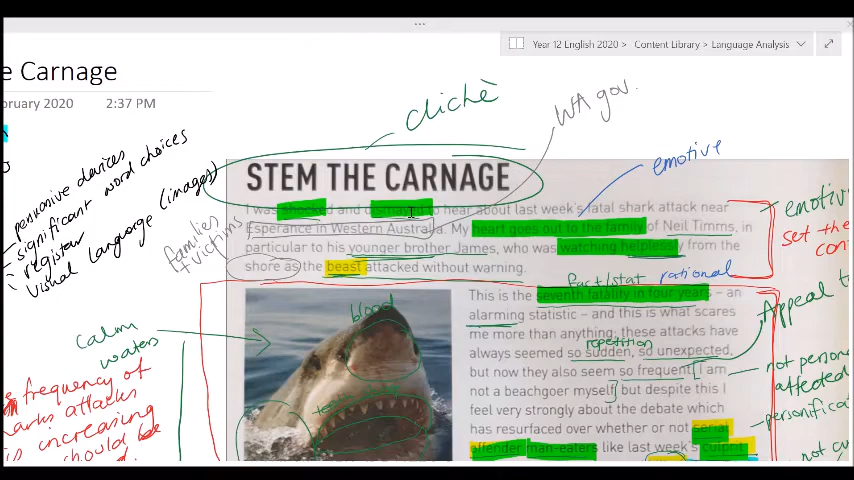 Year 12 English 2020 > Content Library > Language Analysis
e Carnage
ebruary 2020 2:37 PM
- persuasive devices
- significant word choices
- register
- visual language (images)
clichè
WA gov.
emotive
STEM THE CARNAGE
I was shocked and dismayed to hear about last week's fatal shark attack near
Esperance in Western Australia. My heart goes out to the family of Neil Timms, in
particular to his younger brother James, who was watching helplessly from the
shore as the beast attacked without warning.
families
+ victims
emotiv
set the
con
fact/stat rational
This is the seventh fatality in four years – an
alarming statistic – and this is what scares
me more than anything; these attacks have
repetition
always seemed so sudden, so unexpected,
but now they also seem so frequent. I am
not a beachgoer myself but despite this I
feel very strongly about the debate which
has resurfaced over whether or not serial
offender man-eaters like last week's culprit
Appeal t
not person
affected
personifica
not cu
blood
calm
waters
frequency of
arks attacks
is increasing
should be